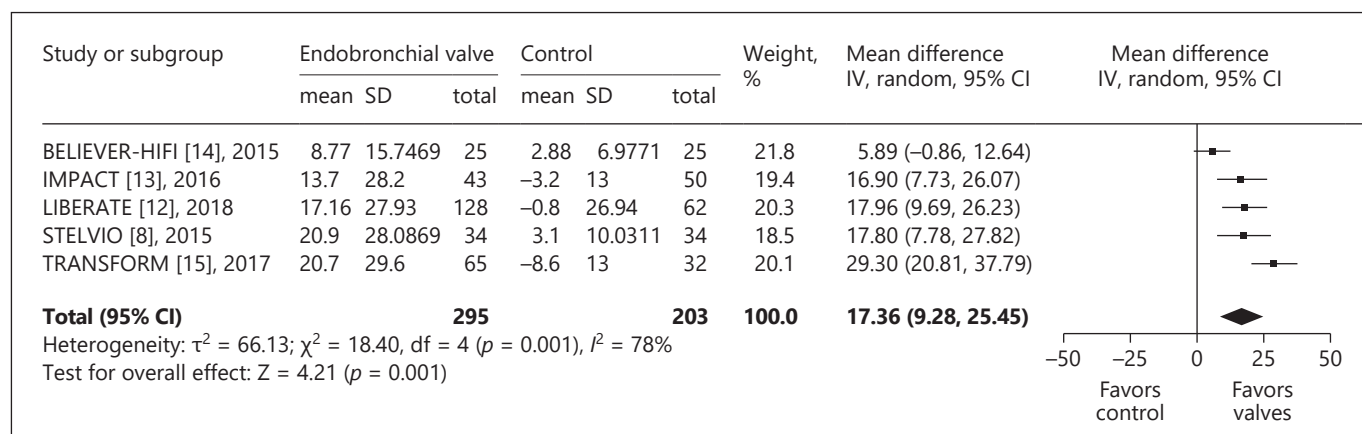 Study or subgroup Endobronchial valve Control Weight, % Mean difference IV, random, 95% CI Mean difference IV, random, 95% CI
mean SD total mean SD total
BELIEVER-HIFI [14], 2015 8.77 15.7469 25 2.88 6.9771 25 21.8 5.89 (–0.86, 12.64)
IMPACT [13], 2016 13.7 28.2 43 –3.2 13 50 19.4 16.90 (7.73, 26.07)
LIBERATE [12], 2018 17.16 27.93 128 –0.8 26.94 62 20.3 17.96 (9.69, 26.23)
STELVIO [8], 2015 20.9 28.0869 34 3.1 10.0311 34 18.5 17.80 (7.78, 27.82)
TRANSFORM [15], 2017 20.7 29.6 65 –8.6 13 32 20.1 29.30 (20.81, 37.79)
Total (95% CI) 295 203 100.0 17.36 (9.28, 25.45)
Heterogeneity: τ² = 66.13; χ² = 18.40, df = 4 (p = 0.001), I² = 78%
Test for overall effect: Z = 4.21 (p = 0.001)
–50 –25 0 25 50
Favors control Favors valves